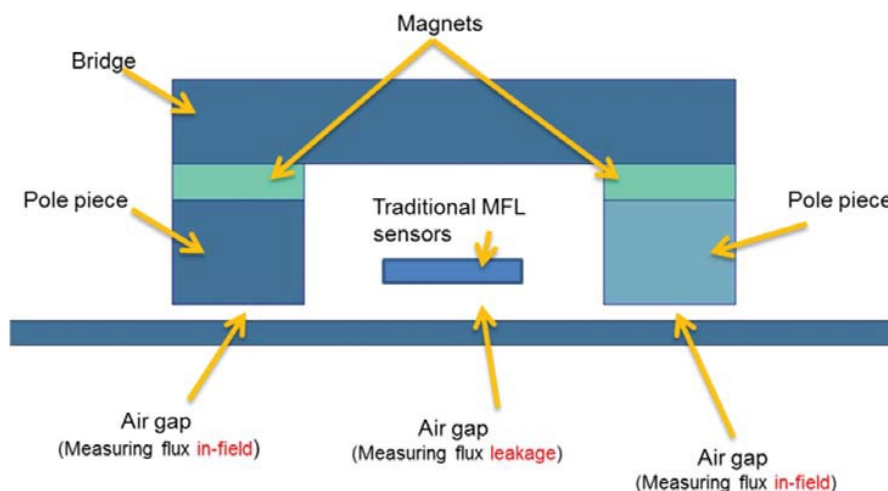 Magnets
Bridge
Pole piece
Traditional MFL
sensors
Pole piece
Air gap
(Measuring flux in-field)
Air gap
(Measuring flux leakage)
Air gap
(Measuring flux in-field)